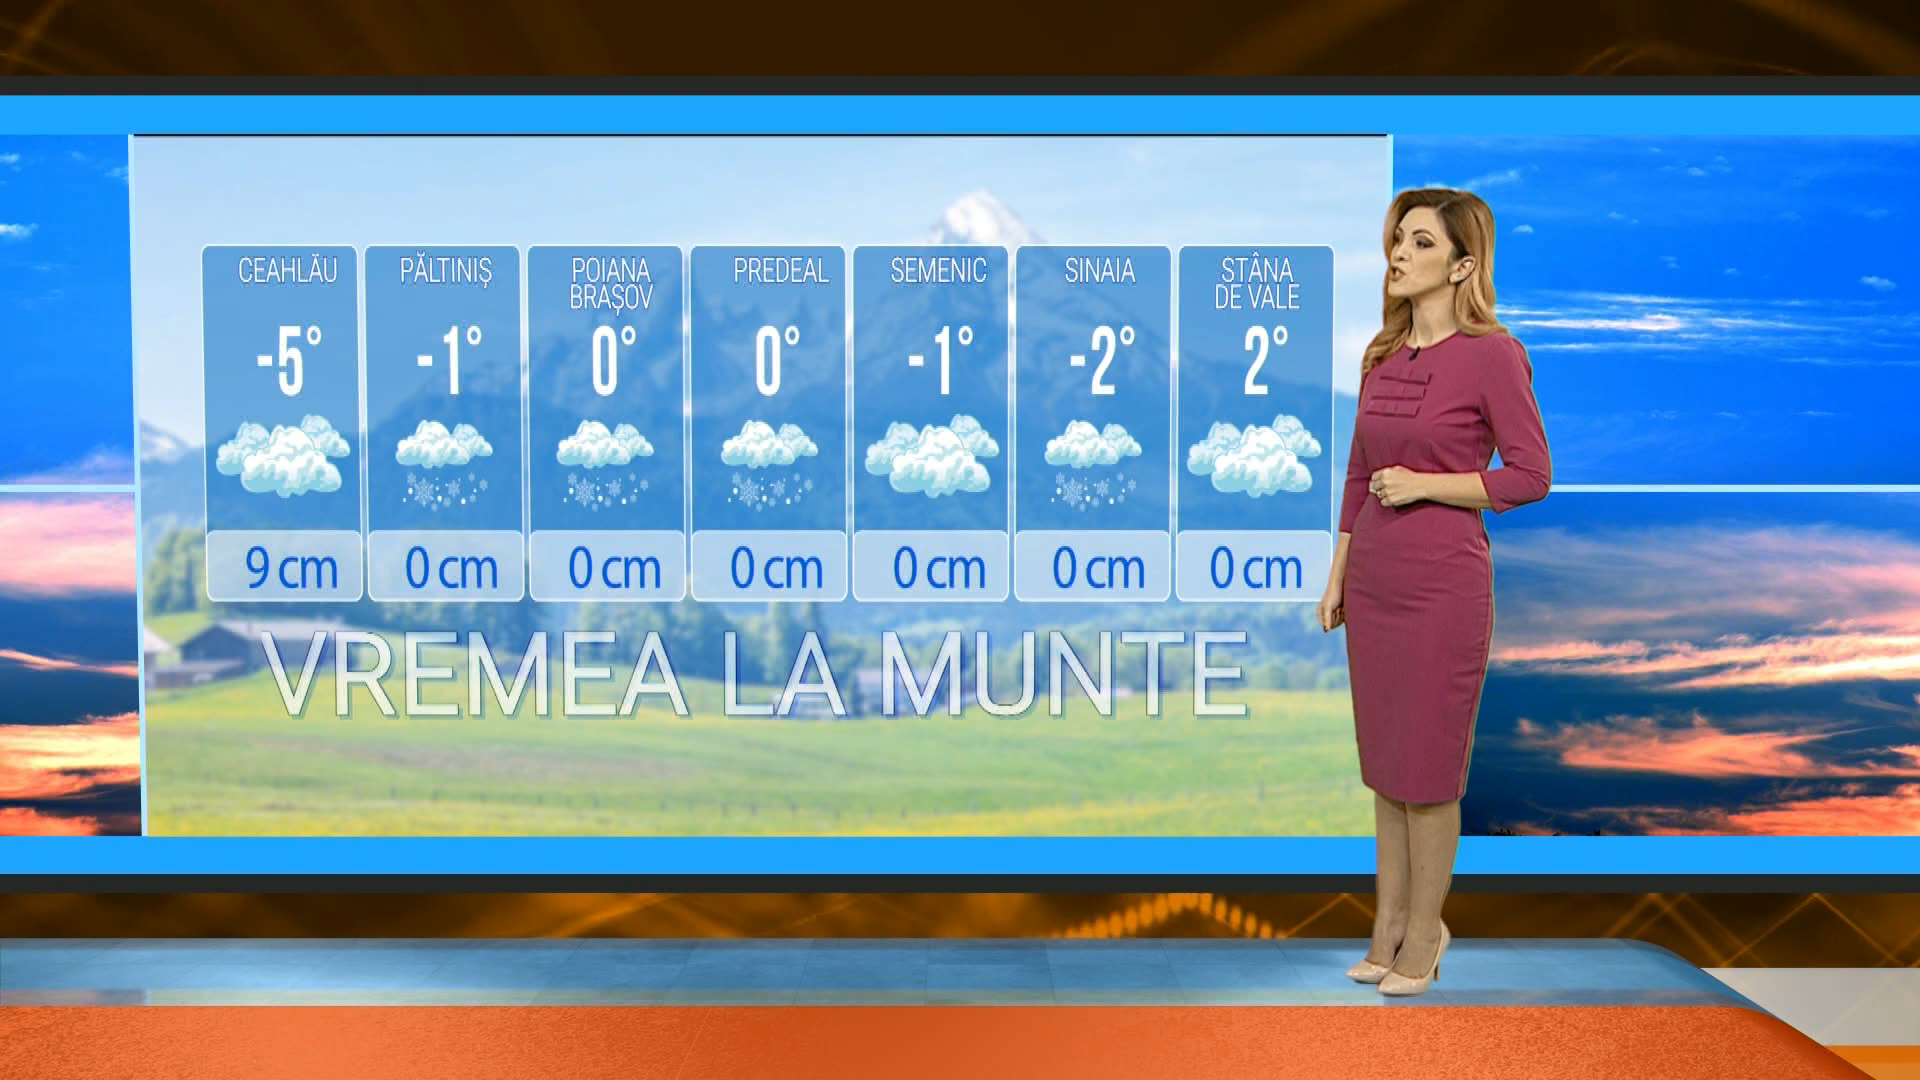 CEAHLĂU
-5°
9 cm
PĂLTINIȘ
-1°
0 cm
POIANA
BRAȘOV
0°
0 cm
PREDEAL
0°
0 cm
SEMENIC
-1°
0 cm
SINAIA
-2°
0 cm
STÂNA
DE VALE
2°
0 cm
VREMEA LA MUNTE